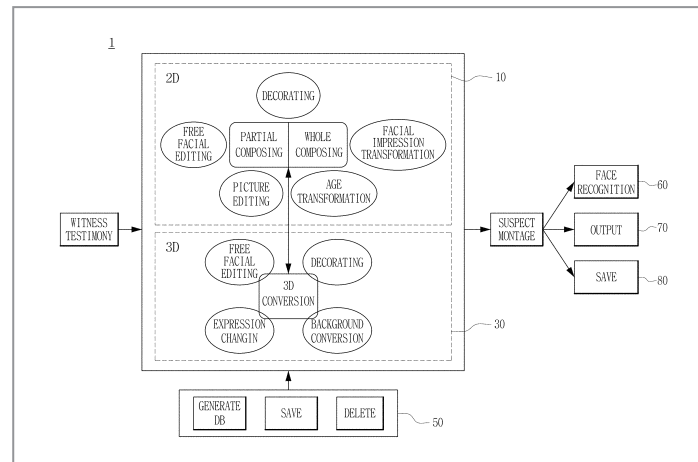 1
2D
10
DECORATING
FREE
FACIAL
EDITING
PARTIAL
COMPOSING
WHOLE
COMPOSING
FACIAL
IMPRESSION
TRANSFORMATION
PICTURE
EDITING
AGE
TRANSFORMATION
WITNESS
TESTIMONY
3D
FREE
FACIAL
EDITING
DECORATING
3D
CONVERSION
EXPRESSION
CHANGIN
BACKGROUND
CONVERSION
30
SUSPECT
MONTAGE
FACE
RECOGNITION
60
OUTPUT
70
SAVE
80
GENERATE
DB
SAVE
DELETE
50